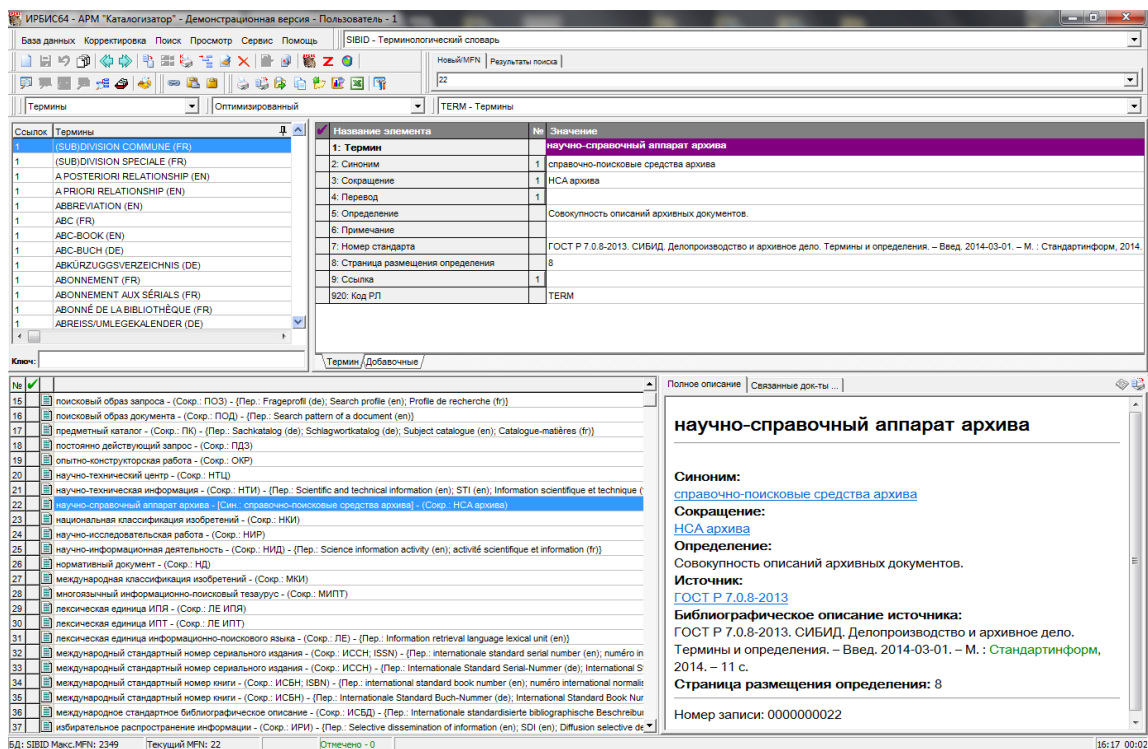 ИРБИС64 - АРМ "Каталогизатор" - Демонстрационная версия - Пользователь - 1
База данных Корректировка Поиск Просмотр Сервис Помощь
SIBID - Терминологический словарь
Новый/MFN Результаты поиска
22
Термины Оптимизированный TERM - Термины
Ссылок Термины
1 (SUB)DIVISION COMMUNE (FR)
1 (SUB)DIVISION SPECIALE (FR)
1 A POSTERIORI RELATIONSHIP (EN)
1 A PRIORI RELATIONSHIP (EN)
1 ABBREVIATION (EN)
1 ABC (FR)
1 ABC-BOOK (EN)
1 ABC-BUCH (DE)
1 ABKÜRZUGGSVERZEICHNIS (DE)
1 ABONNEMENT (FR)
1 ABONNEMENT AUX SÉRIALS (FR)
1 ABONNÉ DE LA BIBLIOTHÈQUE (FR)
1 ABREISS/UMLEGEKALENDER (DE)
Ключ:
Название элемента № Значение
1: Термин научно-справочный аппарат архива
2: Синоним 1 справочно-поисковые средства архива
3: Сокращение 1 НСА архива
4: Перевод 1
5: Определение Совокупность описаний архивных документов.
6: Примечание
7: Номер стандарта ГОСТ Р 7.0.8-2013. СИБИД. Делопроизводство и архивное дело. Термины и определения. – Введ. 2014-03-01. – М. : Стандартинформ, 2014.
8: Страница размещения определения 8
9: Ссылка 1
920: Код РЛ TERM
Термин Добавочные
№
15 поисковый образ запроса - (Сокр.: ПОЗ) - {Пер.: Frageprofil (de); Search profile (en); Profile de recherche (fr)}
16 поисковый образ документа - (Сокр.: ПОД) - {Пер.: Search pattern of a document (en)}
17 предметный каталог - (Сокр.: ПК) - {Пер.: Sachkatalog (de); Schlagwortkatalog (de); Subject catalogue (en); Catalogue-matières (fr)}
18 постоянно действующий запрос - (Сокр.: ПДЗ)
19 опытно-конструкторская работа - (Сокр.: ОКР)
20 научно-технический центр - (Сокр.: НТЦ)
21 научно-техническая информация - (Сокр.: НТИ) - {Пер.: Scientific and technical information (en); STI (en); Information scientifique et technique (
22 научно-справочный аппарат архива - [Син.: справочно-поисковые средства архива] - (Сокр.: НСА архива)
23 национальная классификация изобретений - (Сокр.: НКИ)
24 научно-исследовательская работа - (Сокр.: НИР)
25 научно-информационная деятельность - (Сокр.: НИД) - {Пер.: Science information activity (en); activité scientifique et information (fr)}
26 нормативный документ - (Сокр.: НД)
27 международная классификация изобретений - (Сокр.: МКИ)
28 многоязычный информационно-поисковый тезаурус - (Сокр.: МИПТ)
29 лексическая единица ИПЯ - (Сокр.: ЛЕ ИПЯ)
30 лексическая единица ИПТ - (Сокр.: ЛЕ ИПТ)
31 лексическая единица информационно-поискового языка - (Сокр.: ЛЕ) - {Пер.: Information retrieval language lexical unit (en)}
32 международный стандартный номер сериального издания - (Сокр.: ИССН; ISSN) - {Пер.: internationale standard serial number (en); numéro in
33 международный стандартный номер сериального издания - (Сокр.: ИССН) - {Пер.: Internationale Standard Serial-Nummer (de); International S
34 международный стандартный номер книги - (Сокр.: ИСБН; ISBN) - {Пер.: international standard book number (en); numéro international normalis
35 международный стандартный номер книги - (Сокр.: ИСБН) - {Пер.: Internationale Standard Buch-Nummer (de); International Standard Book Nur
36 международное стандартное библиографическое описание - (Сокр.: ИСБД) - {Пер.: Internationale standardisierte bibliographische Beschreibur
37 избирательное распространение информации - (Сокр.: ИРИ) - {Пер.: Selective dissemination of information (en); SDI (en); Diffusion selective de
Полное описание Связанные док-ты ...
научно-справочный аппарат архива
Синоним:
справочно-поисковые средства архива
Сокращение:
НСА архива
Определение:
Совокупность описаний архивных документов.
Источник:
ГОСТ Р 7.0.8-2013
Библиографическое описание источника:
ГОСТ Р 7.0.8-2013. СИБИД. Делопроизводство и архивное дело.
Термины и определения. – Введ. 2014-03-01. – М. : Стандартинформ,
2014. – 11 с.
Страница размещения определения: 8
Номер записи: 0000000022
БД: SIBID Макс.MFN: 2349 Текущий MFN: 22 Отмечено - 0 16:17 00:02